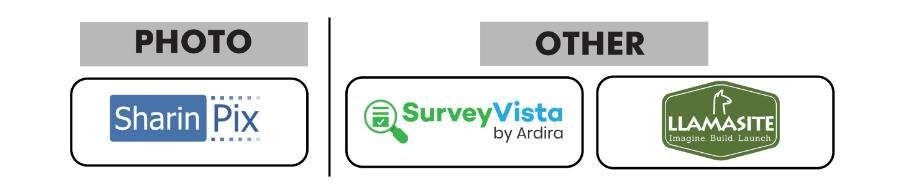 PHOTO
SharinPix
OTHER
SurveyVista
by Ardira
LLAMASITE
Imagine. Build. Launch.